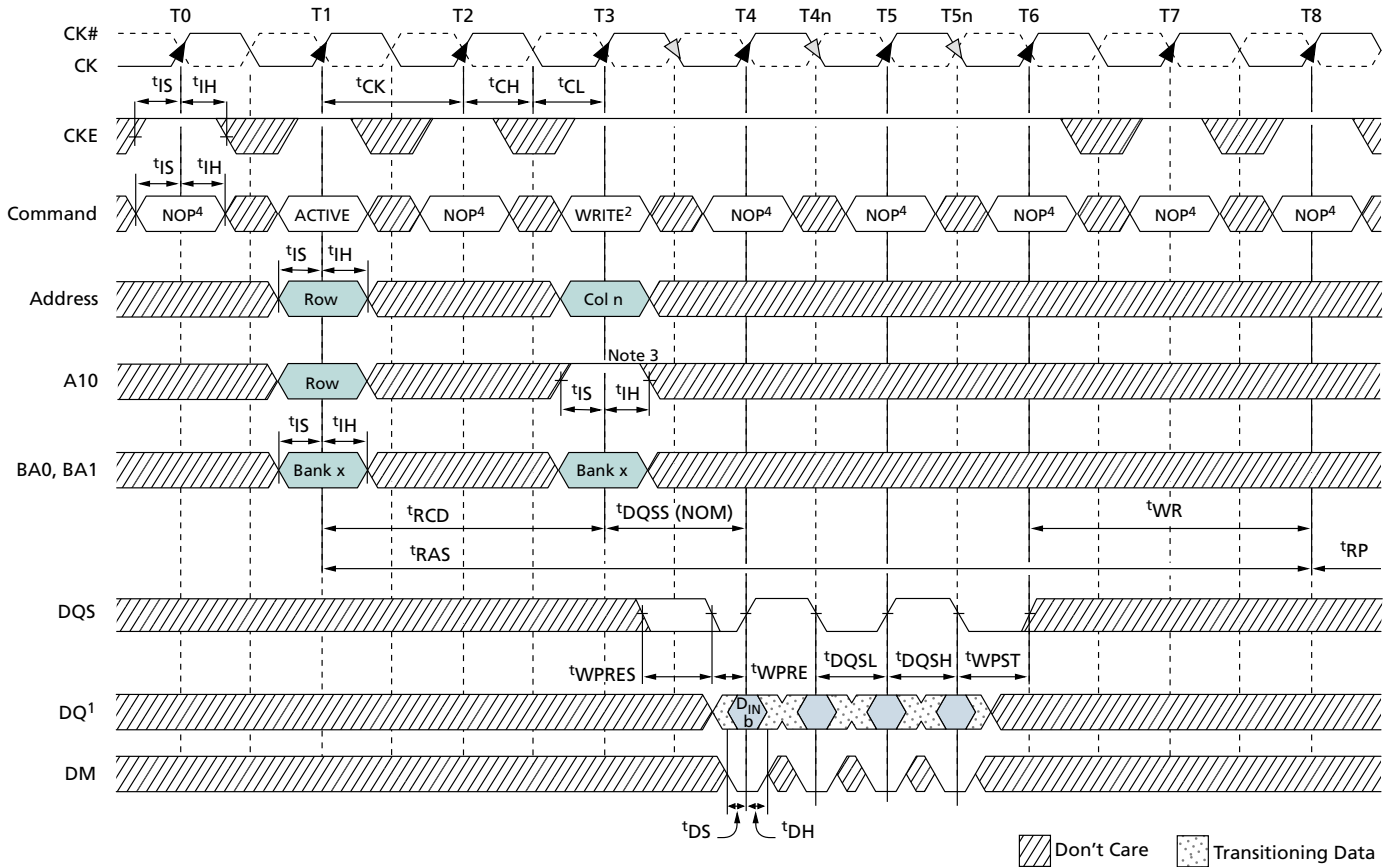 T0 T1 T2 T3 T4 T4n T5 T5n T6 T7 T8
CK#
CK
tIS tIH tCK tCH tCL
CKE
tIS tIH
Command NOP4 ACTIVE NOP4 WRITE2 NOP4 NOP4 NOP4 NOP4 NOP4
tIS tIH
Address Row Col n
Note 3
A10 Row
tIS tIH
tIS tIH
BA0, BA1 Bank x Bank x
tRCD tDQSS (NOM) tWR
tRAS tRP
DQS
tWPRES tWPRE tDQSL tDQSH tWPST
DQ1 DIN
b
DM
tDS tDH
Don't Care Transitioning Data